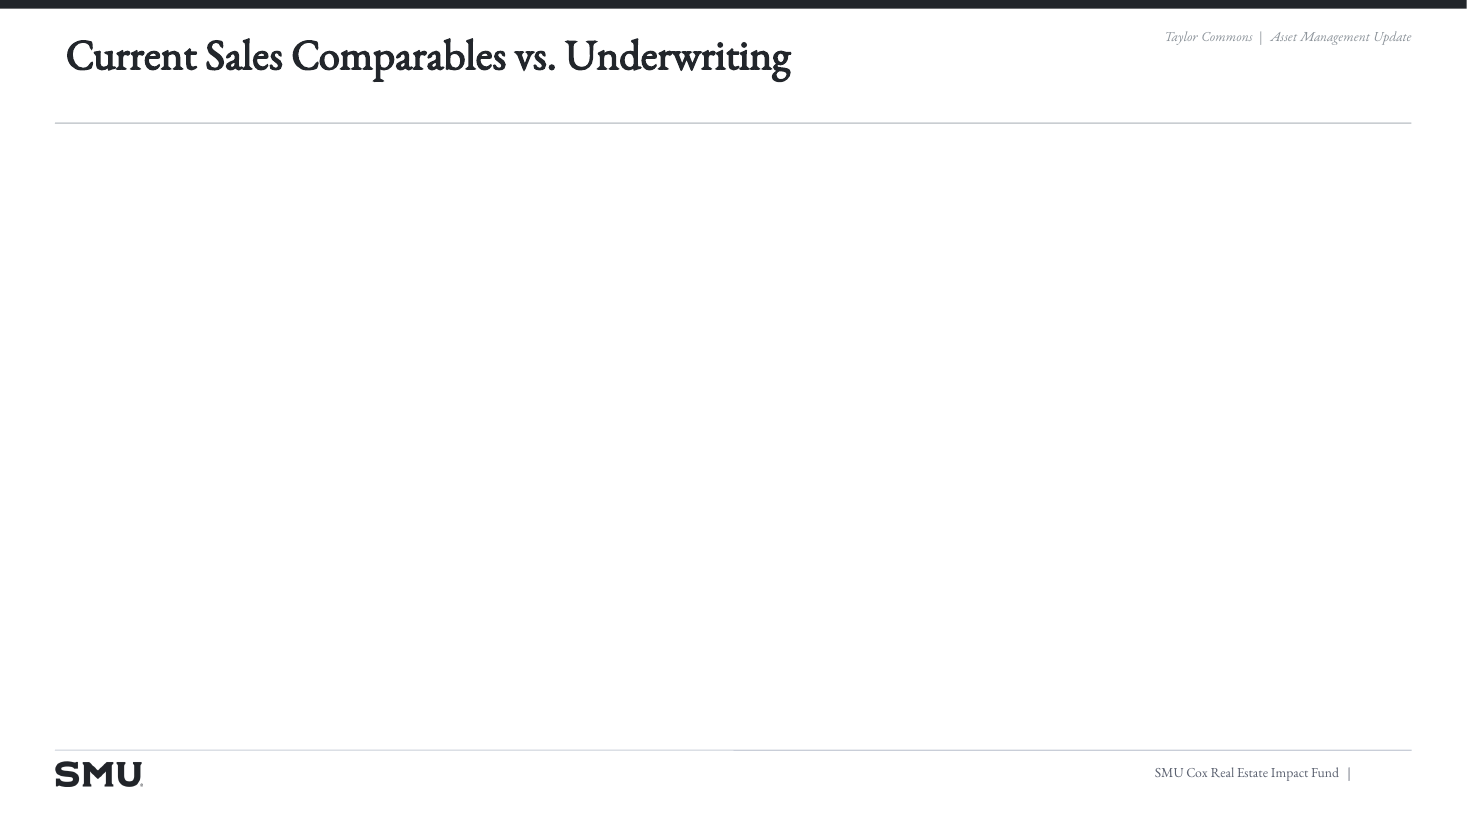 Taylor Commons | Asset Management Update
Current Sales Comparables vs. Underwriting
SMU®
SMU Cox Real Estate Impact Fund |